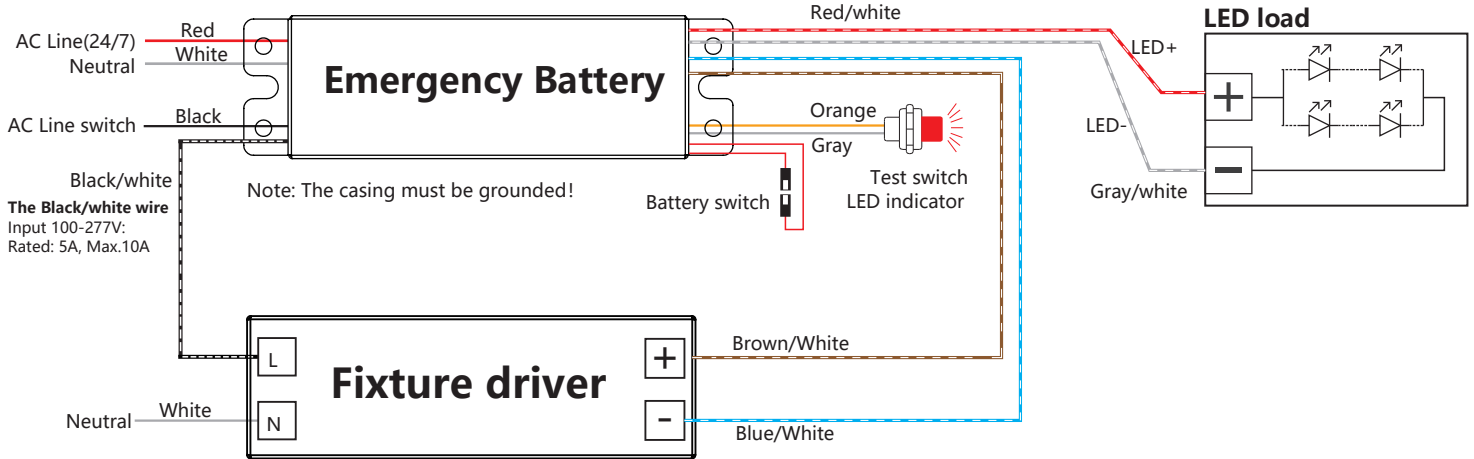 AC Line(24/7)
Red
White
Neutral
AC Line switch
Black
Black/white
The Black/white wire
Input 100-277V:
Rated: 5A, Max.10A
Emergency Battery
Note: The casing must be grounded!
Red/white
LED+
LED-
Gray/white
LED load
+
-
Orange
Gray
Test switch
LED indicator
Battery switch
Fixture driver
L
N
+
-
Brown/White
Blue/White
Neutral
White